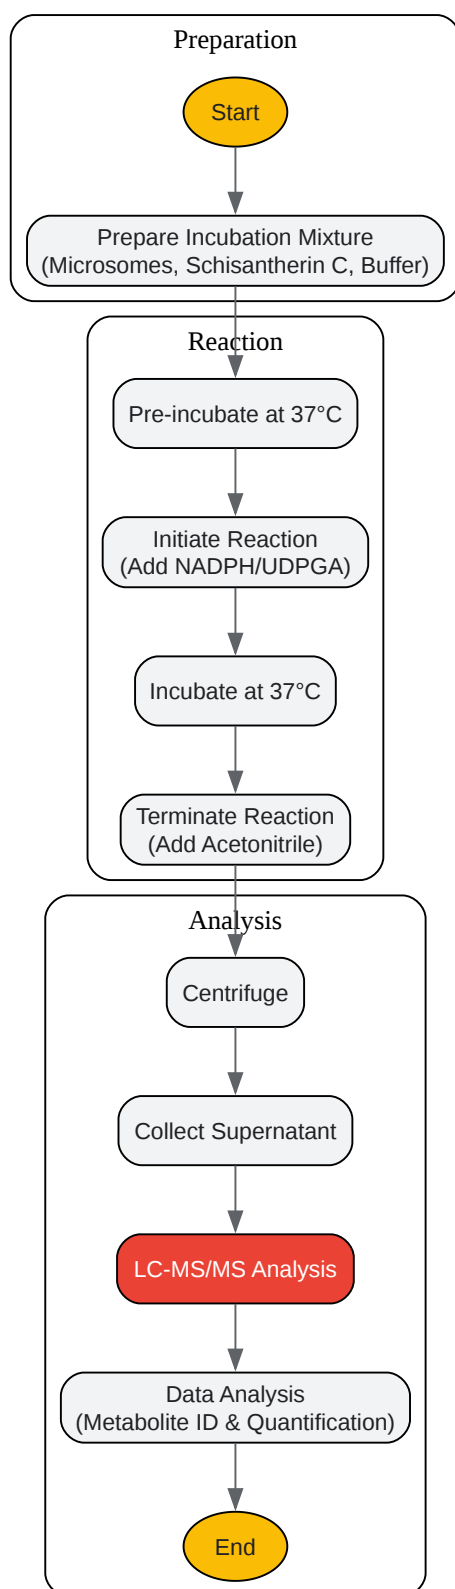 Preparation
Start
Prepare Incubation Mixture
(Microsomes, Schisantherin C, Buffer)
Reaction
Pre-incubate at 37°C
Initiate Reaction
(Add NADPH/UDPGA)
Incubate at 37°C
Terminate Reaction
(Add Acetonitrile)
Analysis
Centrifuge
Collect Supernatant
LC-MS/MS Analysis
Data Analysis
(Metabolite ID & Quantification)
End